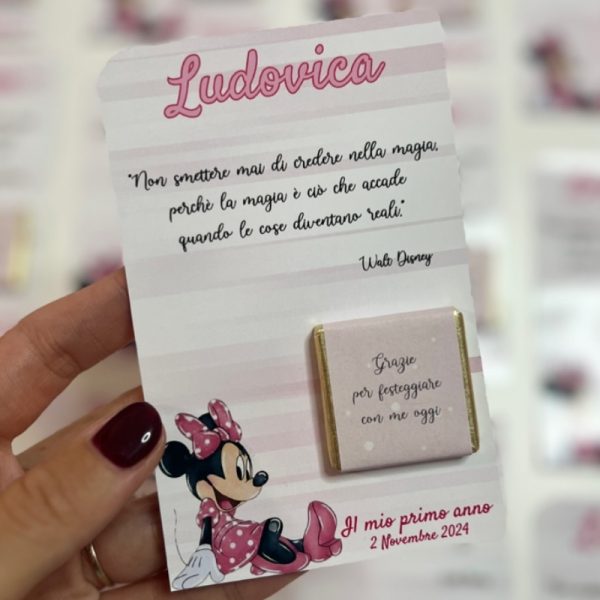 Ludovica
"Non smettere mai di credere nella magia,
perchè la magia è ciò che accade
quando le cose diventano reali."
Walt Disney
Grazie
per festeggiare
con me oggi
Il mio primo anno
2 Novembre 2024